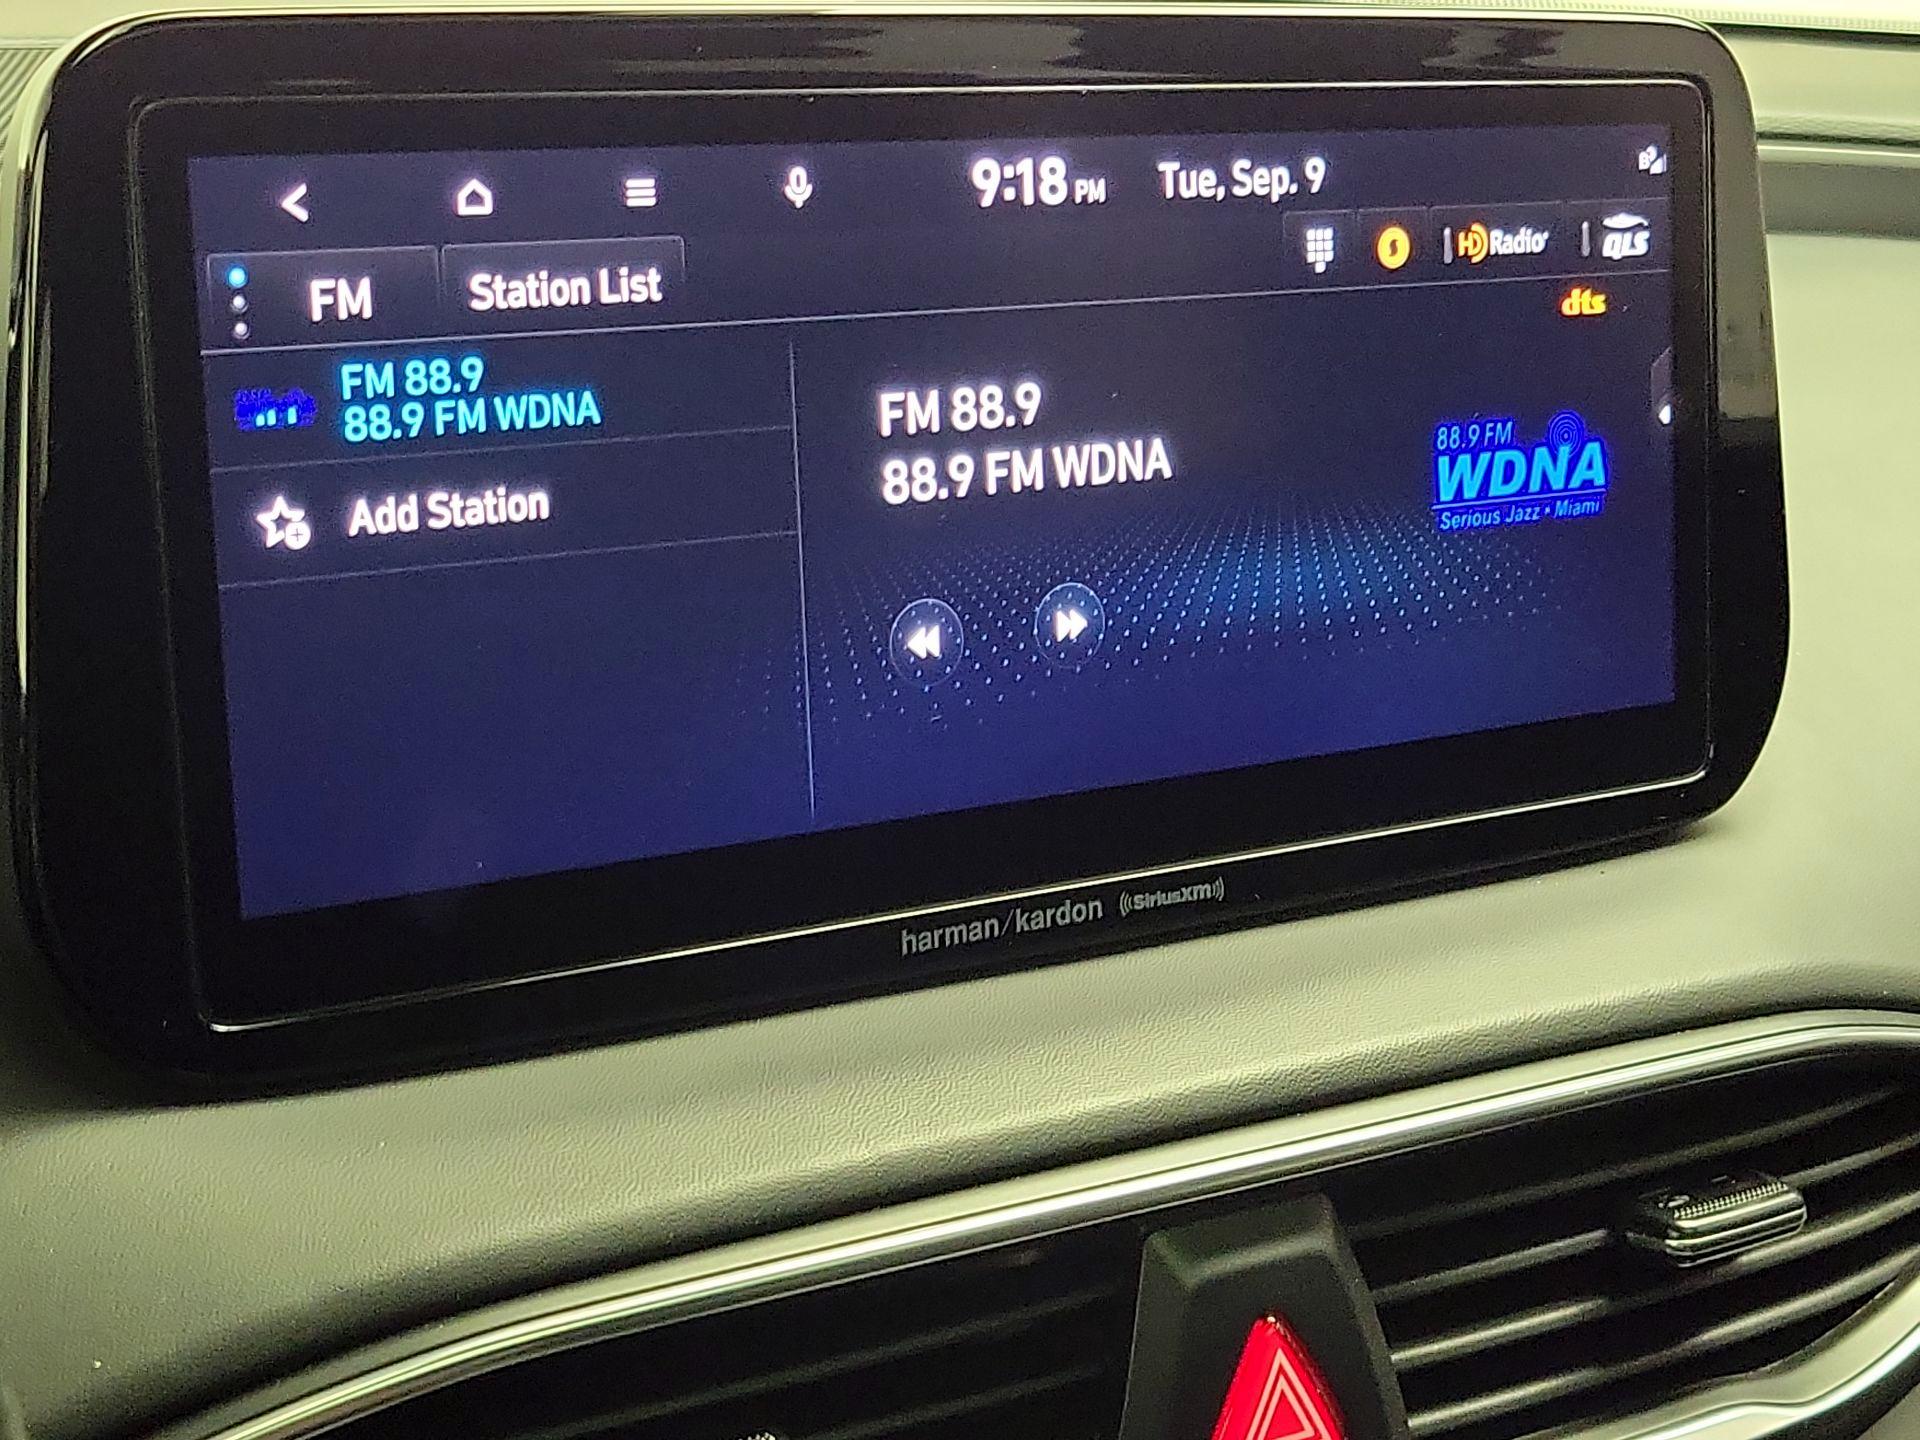 9:18 PM Tue, Sep. 9
FM Station List
HD Radio QLS
dts
FM 88.9
88.9 FM WDNA
Add Station
FM 88.9
88.9 FM WDNA
88.9 FM
WDNA
Serious Jazz • Miami
harman/kardon ((SiriusXM))